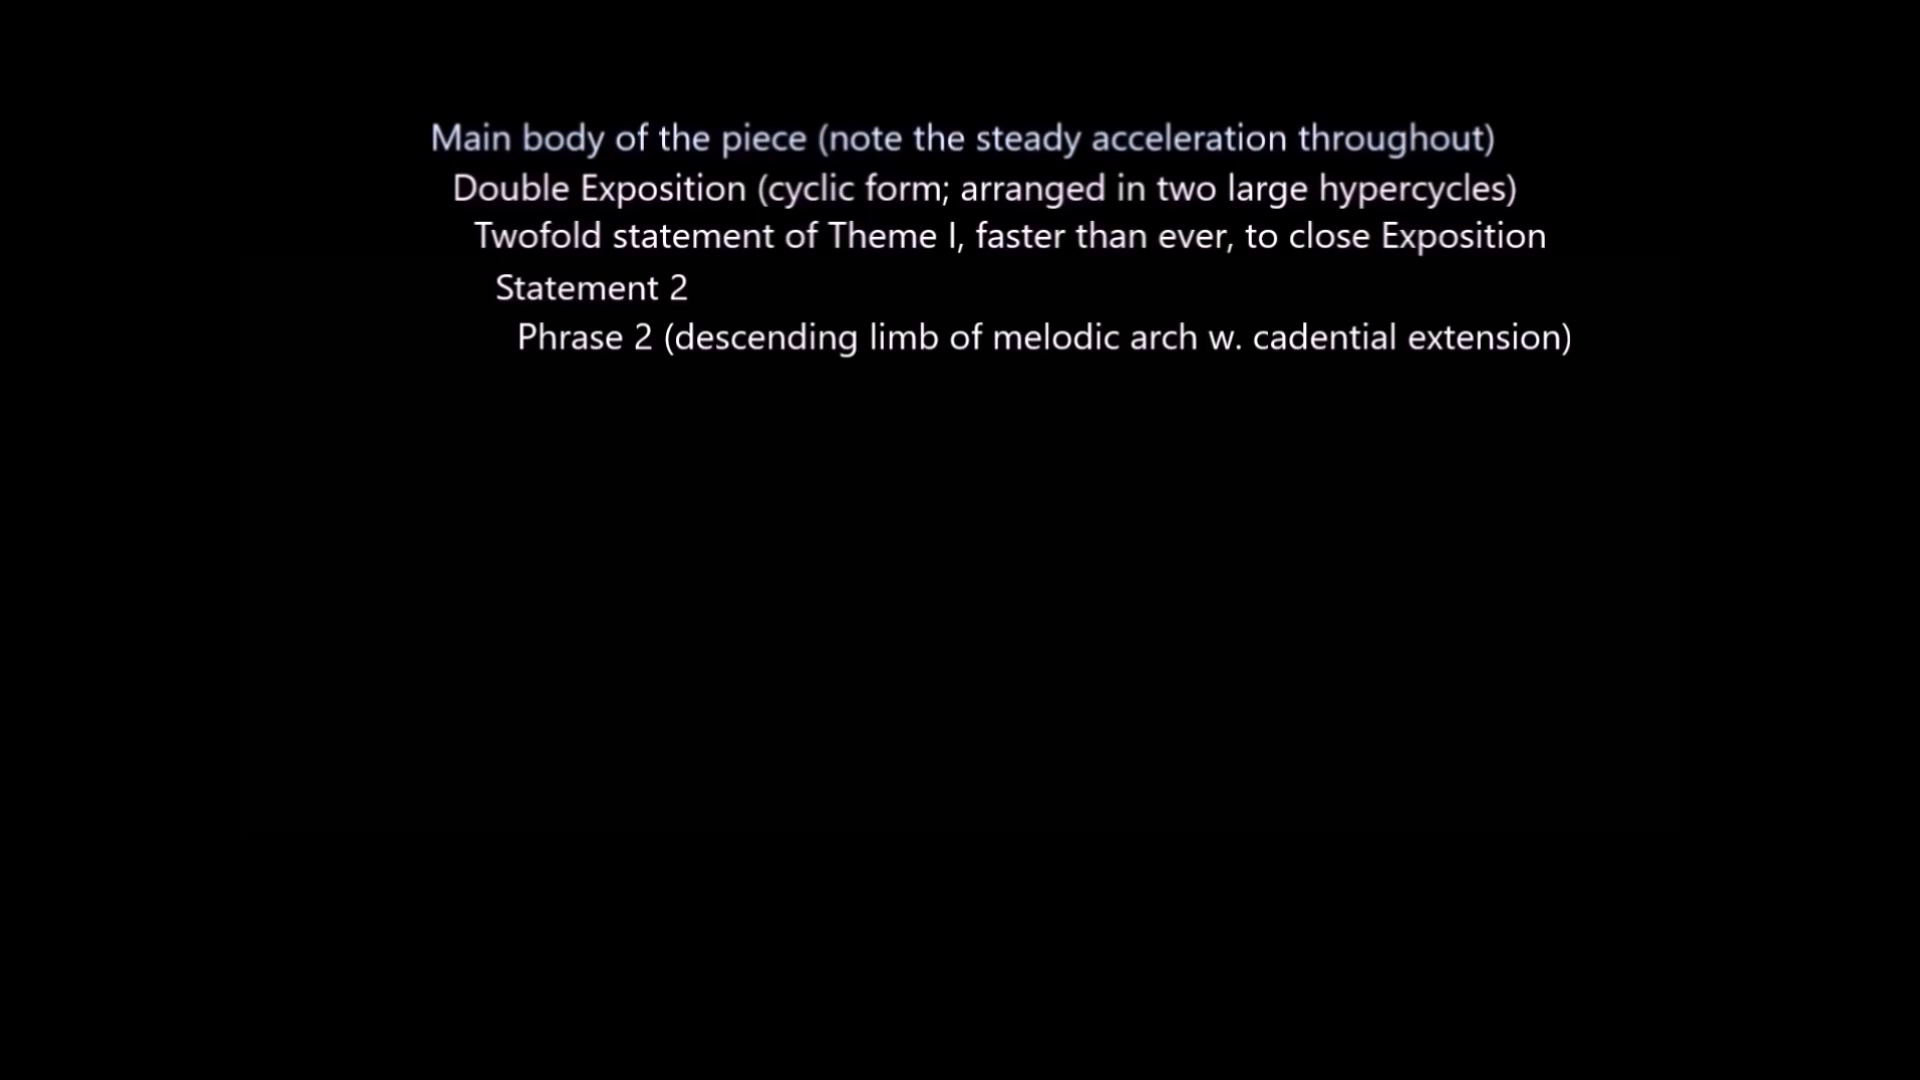 Main body of the piece (note the steady acceleration throughout)
Double Exposition (cyclic form; arranged in two large hypercycles)
Twofold statement of Theme I, faster than ever, to close Exposition
Statement 2
Phrase 2 (descending limb of melodic arch w. cadential extension)